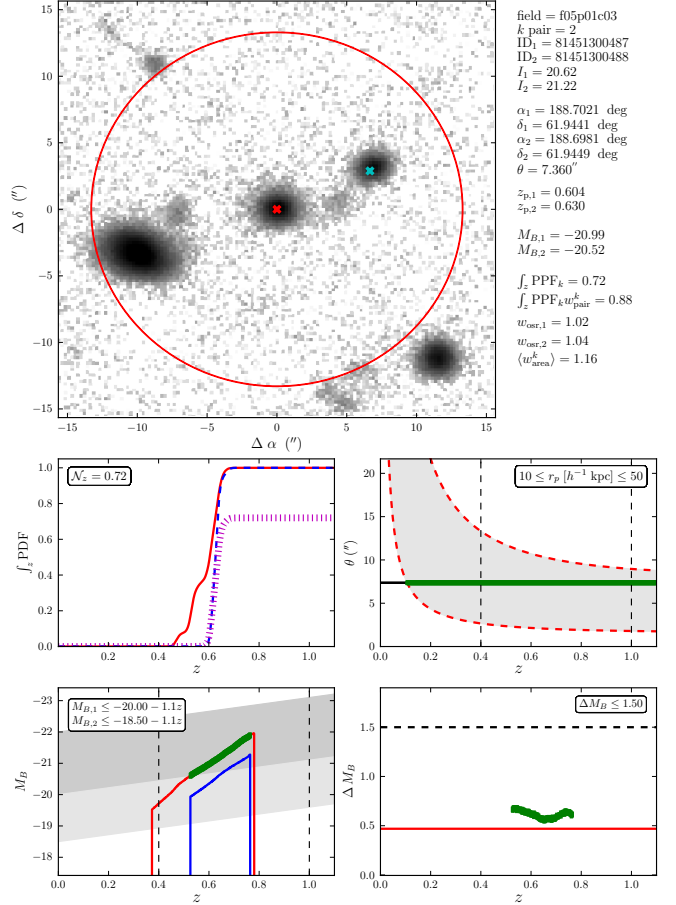 field = f05p01c03
k pair = 2
ID₁ = 81451300487
ID₂ = 81451300488
I₁ = 20.62
I₂ = 21.22
α₁ = 188.7021 deg
δ₁ = 61.9441 deg
α₂ = 188.6981 deg
δ₂ = 61.9449 deg
θ = 7.360″
z_p,1 = 0.604
z_p,2 = 0.630
M_B,1 = −20.99
M_B,2 = −20.52
∫_z PPF_k = 0.72
∫_z PPF_k w^k_pair = 0.88
w_osr,1 = 1.02
w_osr,2 = 1.04
⟨w^k_area⟩ = 1.16
15
10
5
0
−5
−10
−15
Δ δ (″)
−15 −10 −5 0 5 10 15
Δ α (″)
N_z = 0.72
1.0
0.8
0.6
0.4
0.2
0.0
∫_z PDF
0.0 0.2 0.4 0.6 0.8 1.0
z
10 ≤ r_p [h⁻¹ kpc] ≤ 50
20
15
10
5
0
θ (″)
0.0 0.2 0.4 0.6 0.8 1.0
z
M_B,1 ≤ −20.00 − 1.1z
M_B,2 ≤ −18.50 − 1.1z
−23
−22
−21
−20
−19
−18
M_B
0.0 0.2 0.4 0.6 0.8 1.0
z
ΔM_B ≤ 1.50
1.5
1.0
0.5
0.0
Δ M_B
0.0 0.2 0.4 0.6 0.8 1.0
z